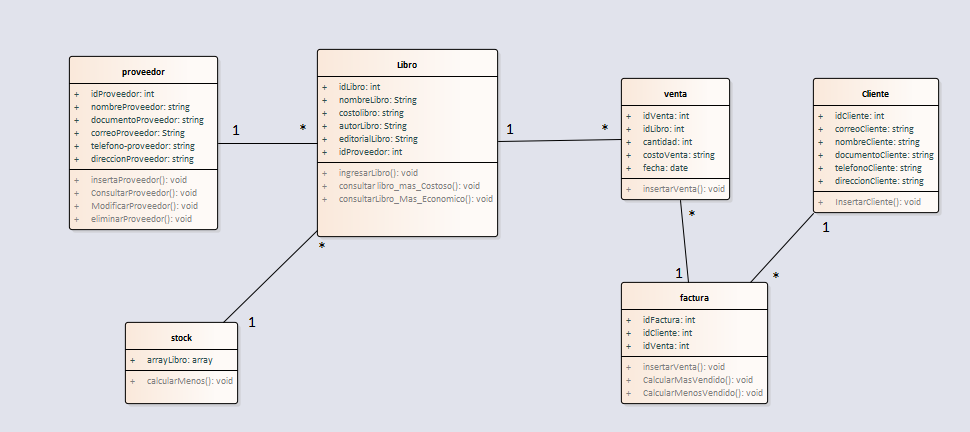 proveedor
+ idProveedor: int
+ nombreProveedor: string
+ documentoProveedor: string
+ correoProveedor: String
+ telefono-proveedor: string
+ direccionProveedor: string
+ insertaProveedor(): void
+ ConsultarProveedor(): void
+ ModificarProveedor(): void
+ eliminarProveedor(): void
1
*
Libro
+ idLibro: int
+ nombreLibro: String
+ costolibro: string
+ autorLibro: String
+ editorialLibro: String
+ idProveedor: int
+ ingresarLibro(): void
+ consultar libro_mas_Costoso(): void
+ consultarLibro_Mas_Economico(): void
1
*
venta
+ idVenta: int
+ idLibro: int
+ cantidad: int
+ costoVenta: string
+ fecha: date
+ insertarVenta(): void
Cliente
+ idCliente: int
+ correoCliente: string
+ nombreCliente: string
+ documentoCliente: string
+ telefonoCliente: string
+ direccionCliente: string
+ InsertarCliente(): void
*
1
*
1
1
*
stock
+ arrayLibro: array
+ calcularMenos(): void
factura
+ idFactura: int
+ idCliente: int
+ idVenta: int
+ insertarVenta(): void
+ CalcularMasVendido(): void
+ CalcularMenosVendido(): void